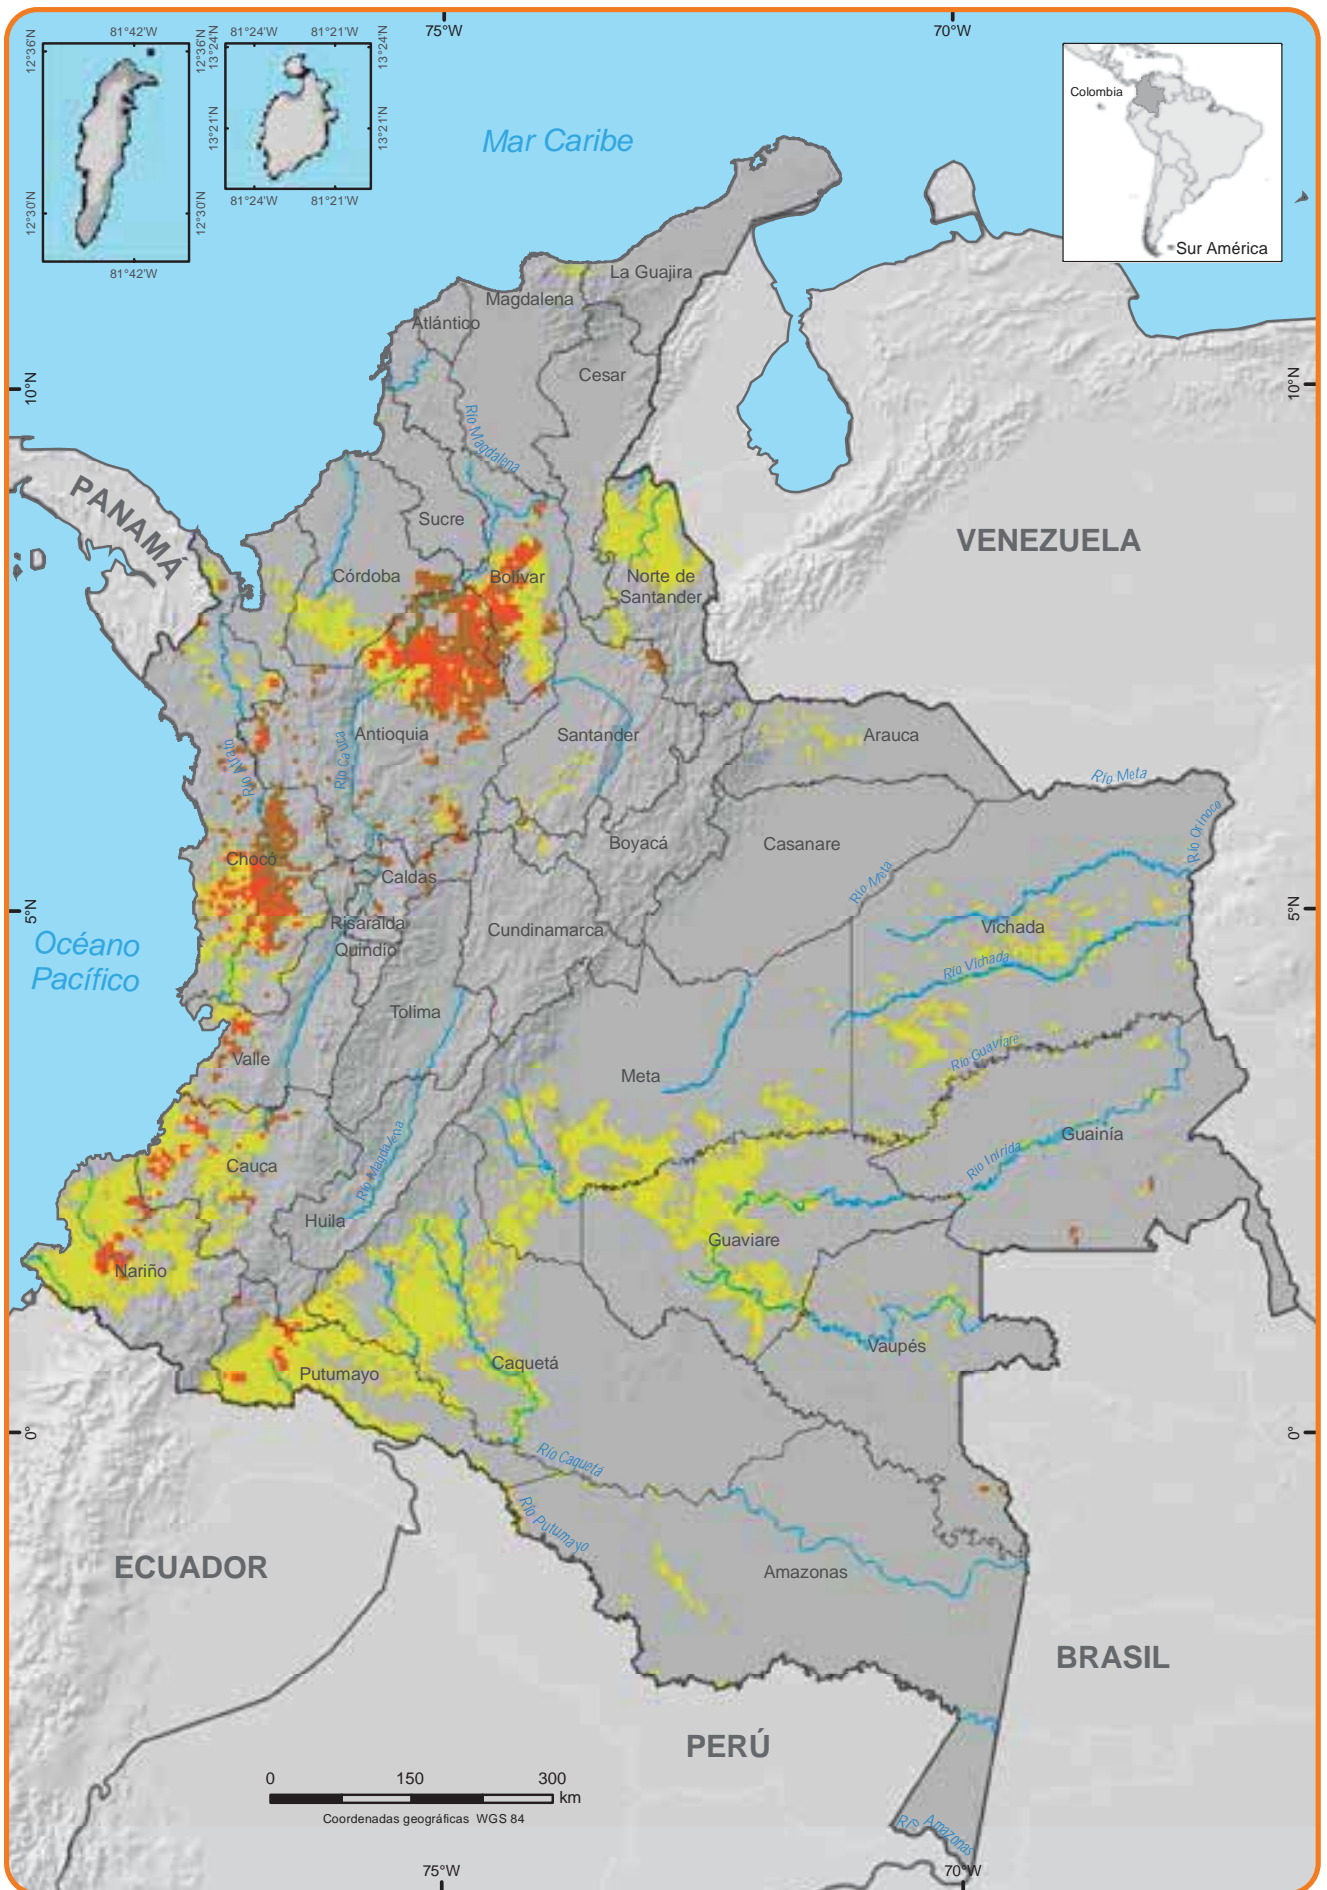 75°W
70°W
81°42'W
81°24'W
81°21'W
12°36'N
12°36'N
13°24'N
13°24'N
13°21'N
13°21'N
12°30'N
12°30'N
81°24'W
81°21'W
81°42'W
Colombia
Sur América
Mar Caribe
La Guajira
Magdalena
Atlántico
Cesar
10°N
10°N
Río Magdalena
PANAMÁ
Sucre
VENEZUELA
Córdoba
Bolívar
Norte de
Santander
Antioquia
Santander
Arauca
Río Atrato
Río Cauca
Río Meta
Río Orinoco
Boyacá
Casanare
Chocó
Caldas
Río Meta
5°N
5°N
Risaralda
Quindío
Cundinamarca
Vichada
Océano
Pacífico
Río Vichada
Tolima
Valle
Meta
Río Guaviare
Guainía
Río Inírida
Cauca
Río Magdalena
Huila
Guaviare
Nariño
Vaupés
Caquetá
Putumayo
0°
0°
Río Caquetá
Río Putumayo
ECUADOR
Amazonas
BRASIL
PERÚ
0 150 300
km
Coordenadas geográficas WGS 84
Río Amazonas
75°W
70°W